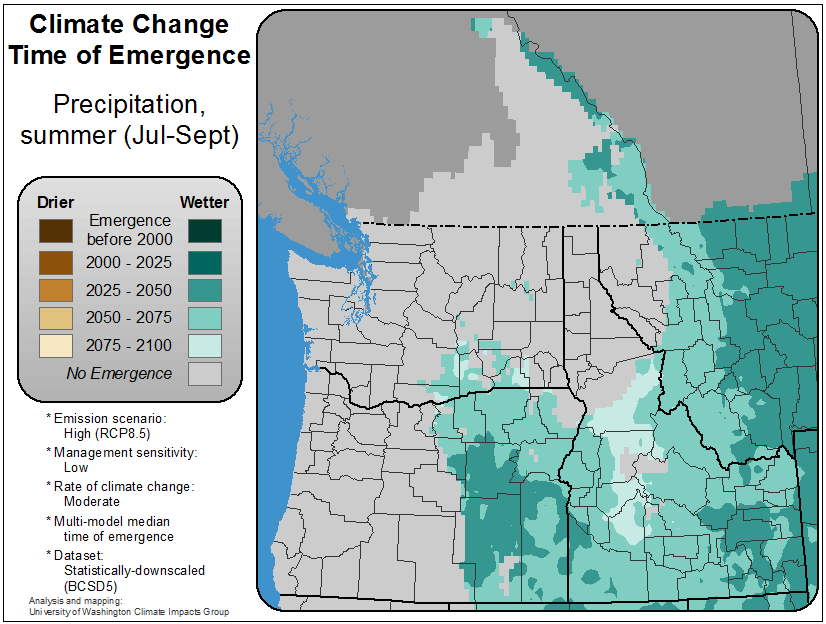 Climate Change
Time of Emergence
Precipitation,
summer (Jul-Sept)
Drier Wetter
Emergence
before 2000
2000 - 2025
2025 - 2050
2050 - 2075
2075 - 2100
No Emergence
* Emission scenario:
High (RCP8.5)
* Management sensitivity:
Low
* Rate of climate change:
Moderate
* Multi-model median
time of emergence
* Dataset:
Statistically-downscaled
(BCSD5)
Analysis and mapping:
University of Washington Climate Impacts Group